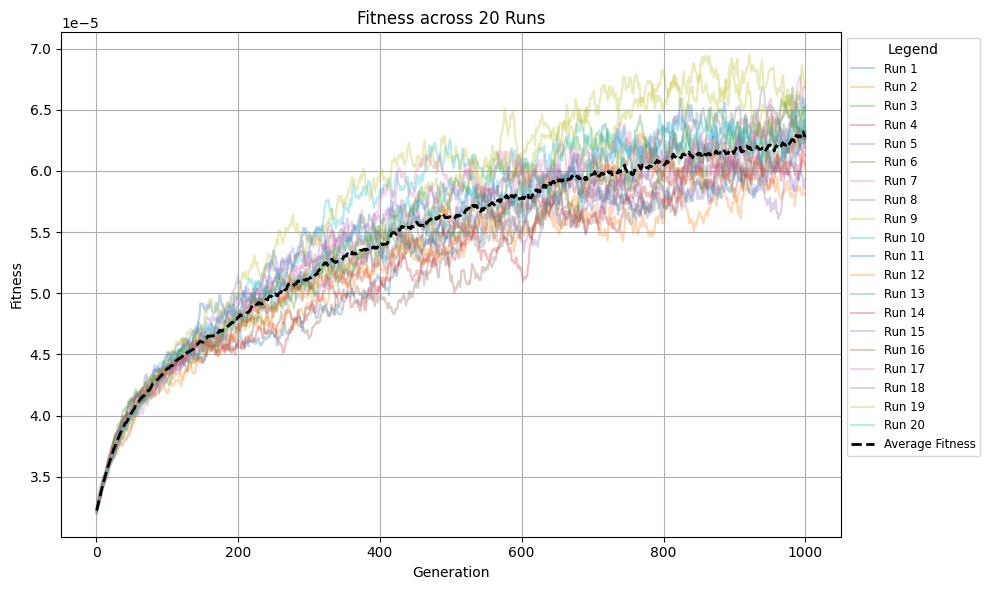 Fitness across 20 Runs
1e−5
7.0
6.5
6.0
5.5
5.0
4.5
4.0
3.5
Fitness
0 200 400 600 800 1000
Generation
Legend
Run 1
Run 2
Run 3
Run 4
Run 5
Run 6
Run 7
Run 8
Run 9
Run 10
Run 11
Run 12
Run 13
Run 14
Run 15
Run 16
Run 17
Run 18
Run 19
Run 20
Average Fitness